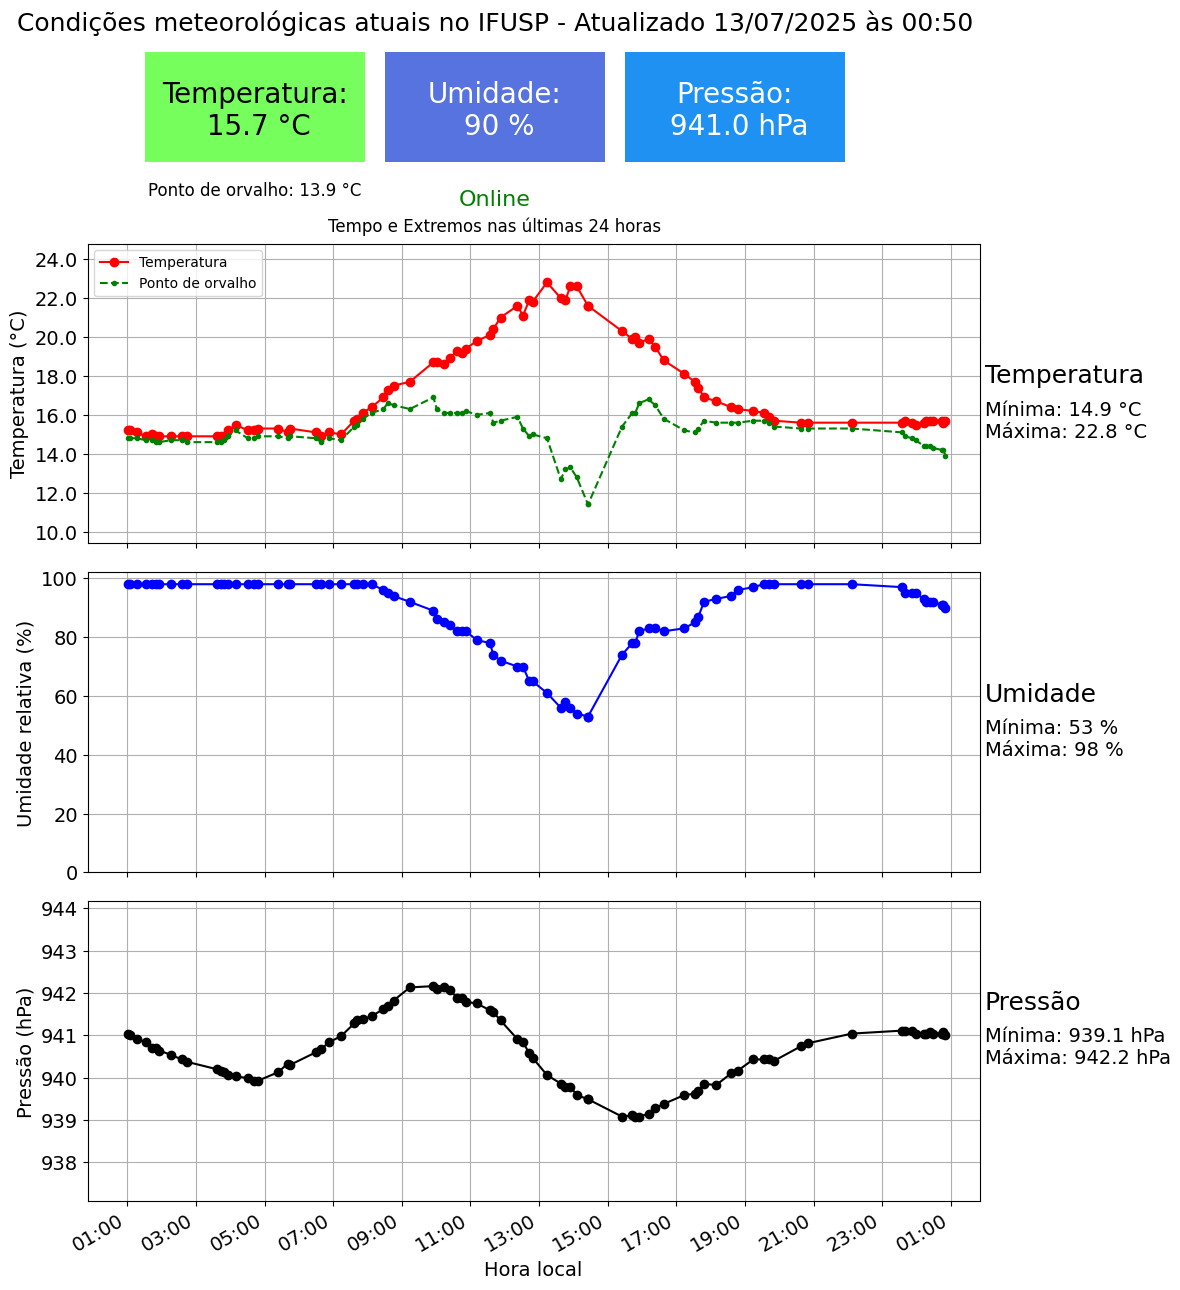 Condições meteorológicas atuais no IFUSP - Atualizado 13/07/2025 às 00:50
Temperatura:
15.7 °C
Umidade:
90 %
Pressão:
941.0 hPa
Ponto de orvalho: 13.9 °C
Online
Tempo e Extremos nas últimas 24 horas
Temperatura
Ponto de orvalho
24.0
22.0
20.0
18.0
16.0
14.0
12.0
10.0
Temperatura (°C)
Temperatura
Mínima: 14.9 °C
Máxima: 22.8 °C
100
80
60
40
20
0
Umidade relativa (%)
Umidade
Mínima: 53 %
Máxima: 98 %
944
943
942
941
940
939
938
Pressão (hPa)
Pressão
Mínima: 939.1 hPa
Máxima: 942.2 hPa
01:00
03:00
05:00
07:00
09:00
11:00
13:00
15:00
17:00
19:00
21:00
23:00
01:00
Hora local